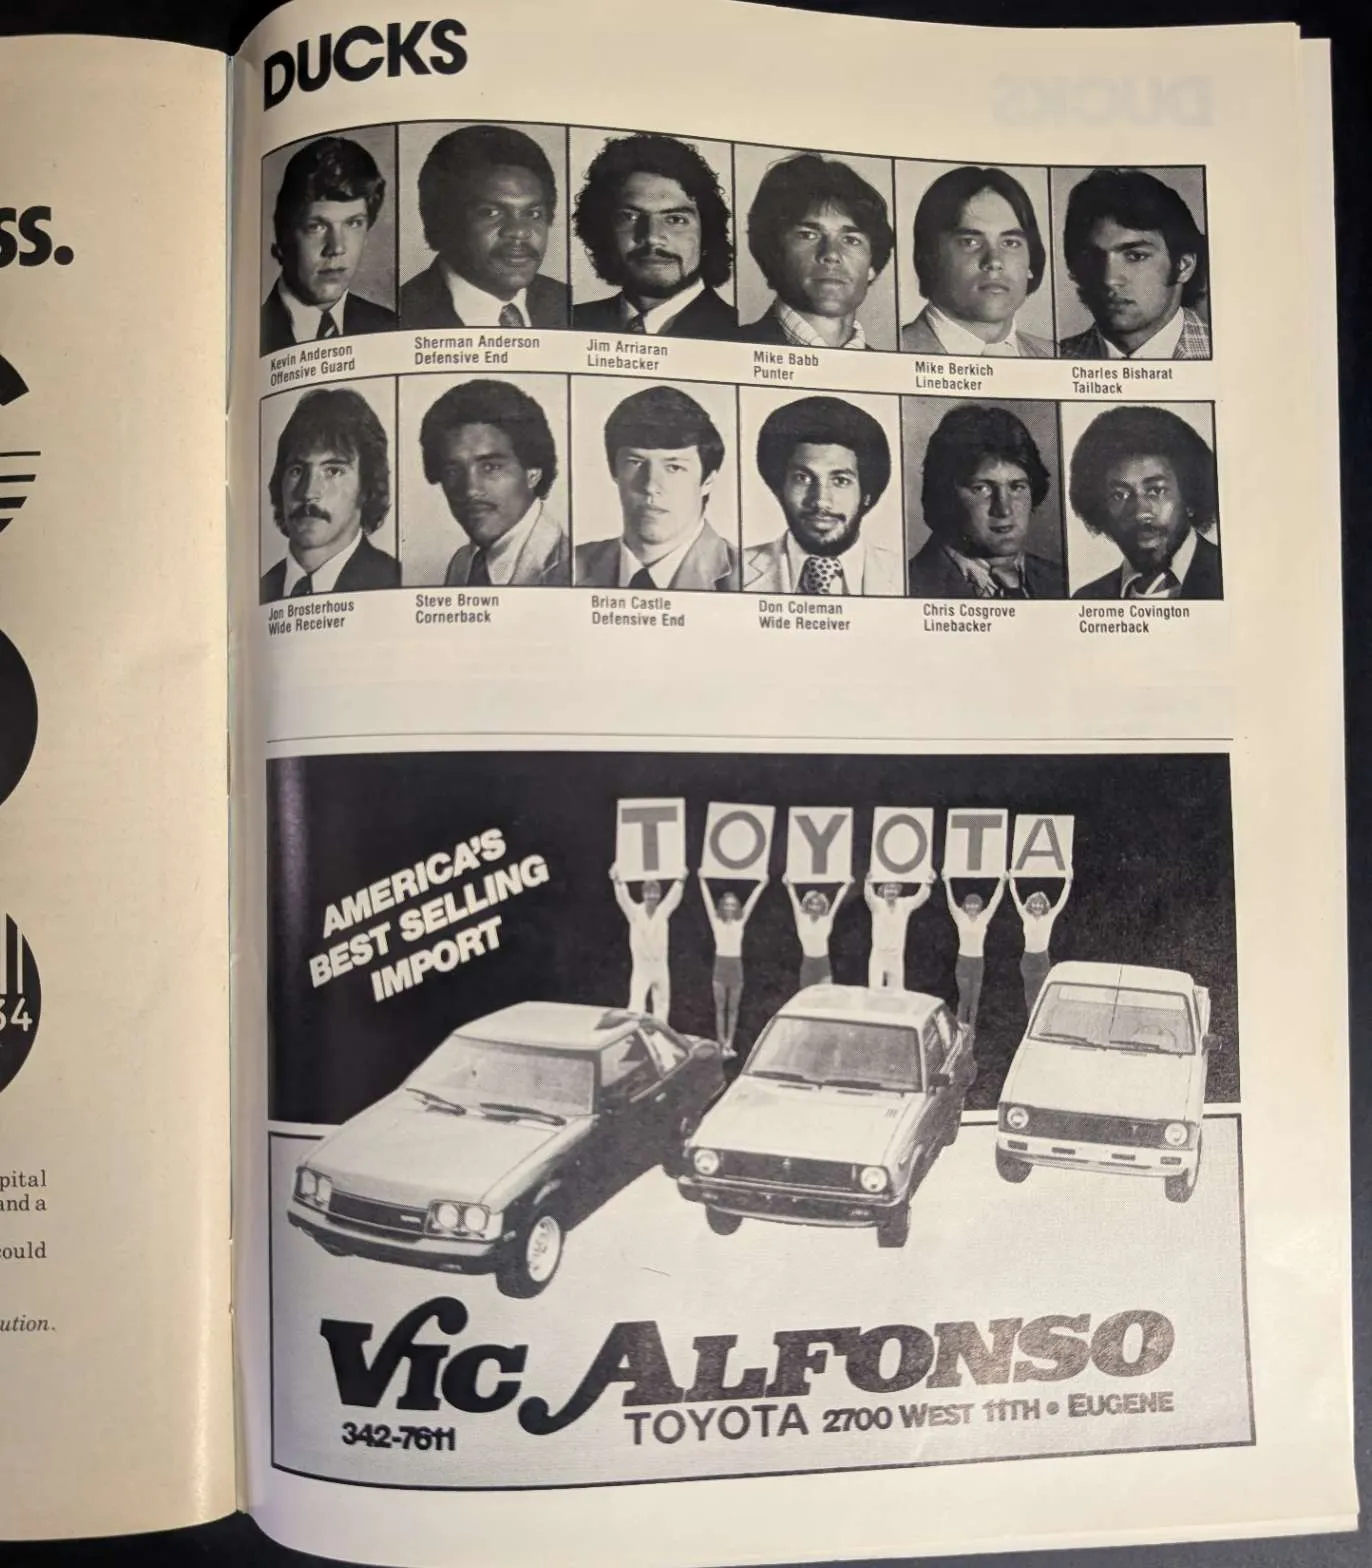 ss.
54
pital
and a
could
ution.
DUCKS
Kevin Anderson
Offensive Guard
Sherman Anderson
Defensive End
Jim Arriaran
Linebacker
Mike Babb
Punter
Mike Berkich
Linebacker
Charles Bisharat
Tailback
Jon Brosterhous
Wide Receiver
Steve Brown
Cornerback
Brian Castle
Defensive End
Don Coleman
Wide Receiver
Chris Cosgrove
Linebacker
Jerome Covington
Cornerback
AMERICA'S
BEST SELLING
IMPORT
TOYOTA
Vic ALFONSO
342-7611 TOYOTA 2700 WEST 11TH • EUGENE